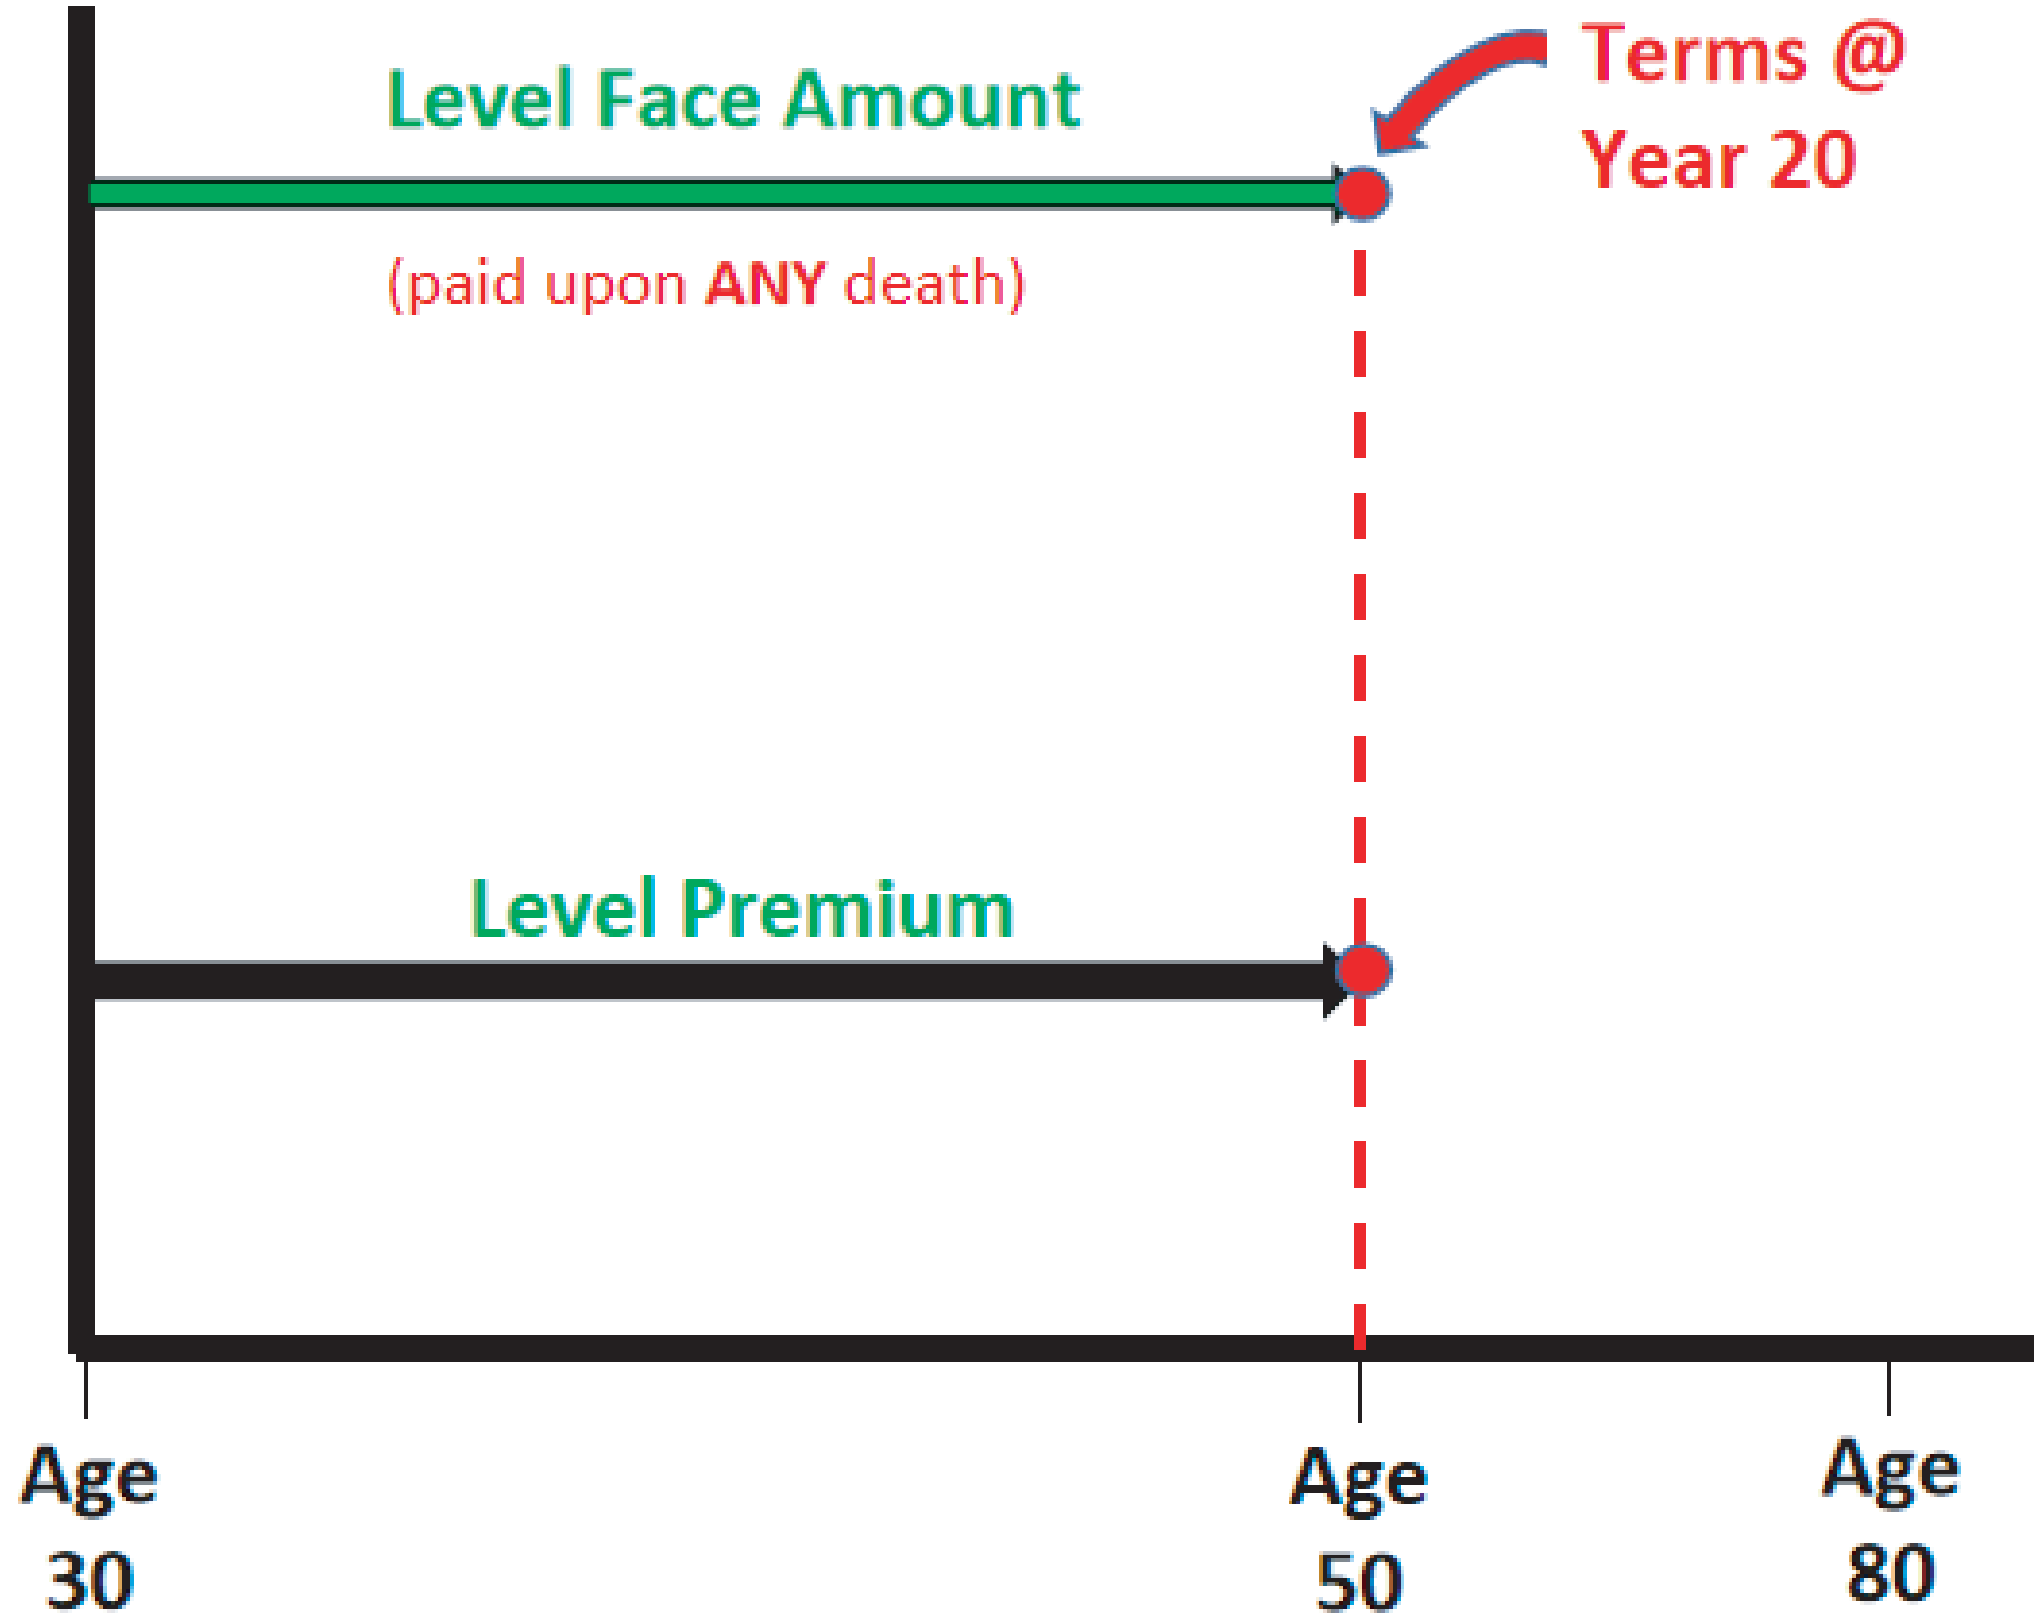 Level Face Amount
Terms @
Year 20
(paid upon ANY death)
Level Premium
Age
30
Age
50
Age
80